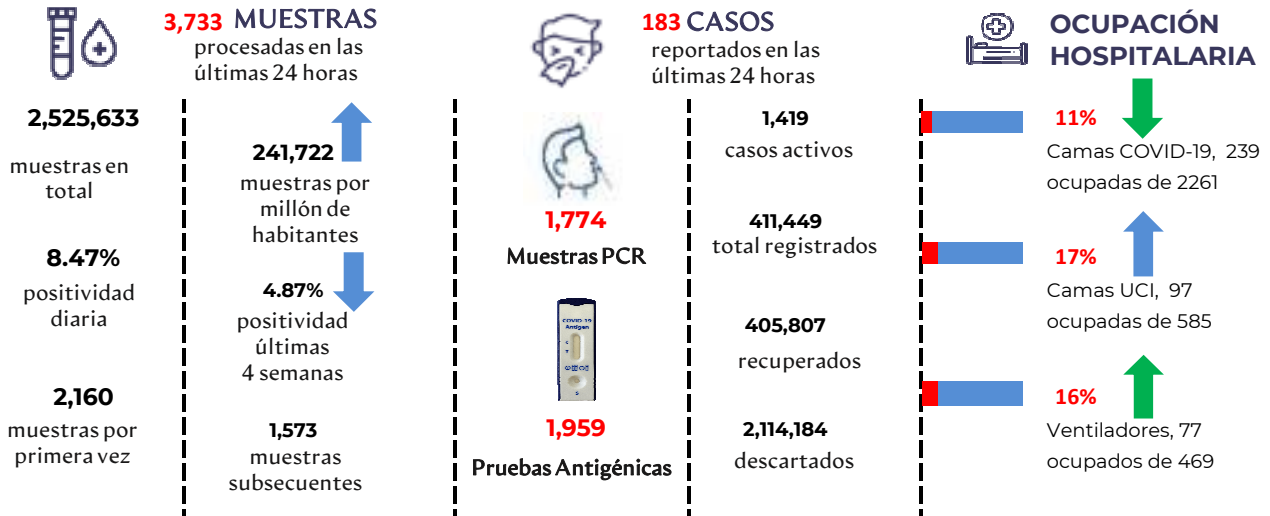 3,733 MUESTRAS
procesadas en las
últimas 24 horas
2,525,633
muestras en
total
8.47%
positividad
diaria
2,160
muestras por
primera vez
241,722
muestras por
millón de
habitantes
4.87%
positividad
últimas
4 semanas
1,573
muestras
subsecuentes
183 CASOS
reportados en las
últimas 24 horas
1,774
Muestras PCR
COVID-19
Antigen
C
T
S
1,959
Pruebas Antigénicas
1,419
casos activos
411,449
total registrados
405,807
recuperados
2,114,184
descartados
OCUPACIÓN
HOSPITALARIA
11%
Camas COVID-19, 239
ocupadas de 2261
17%
Camas UCI, 97
ocupadas de 585
16%
Ventiladores, 77
ocupados de 469